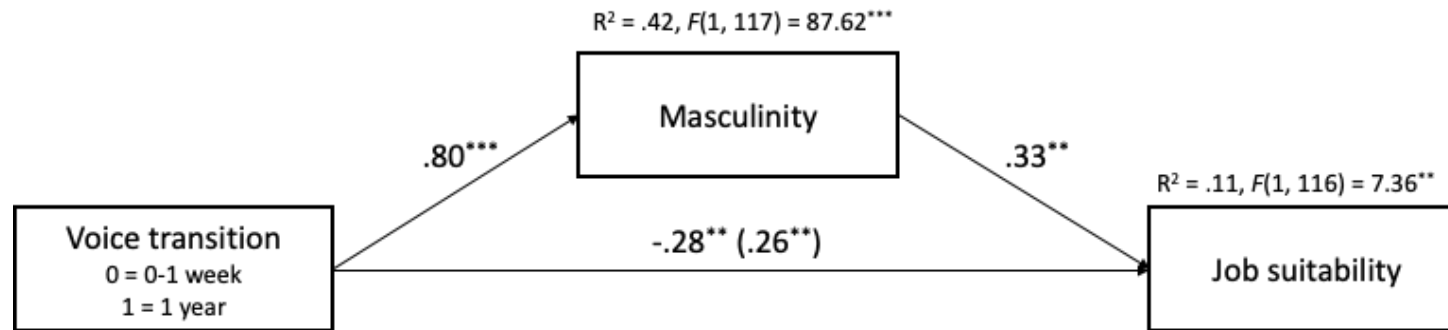 R² = .42, F(1, 117) = 87.62***
Masculinity
.80***
.33**
R² = .11, F(1, 116) = 7.36**
Voice transition
0 = 0-1 week
1 = 1 year
-.28** (.26**)
Job suitability